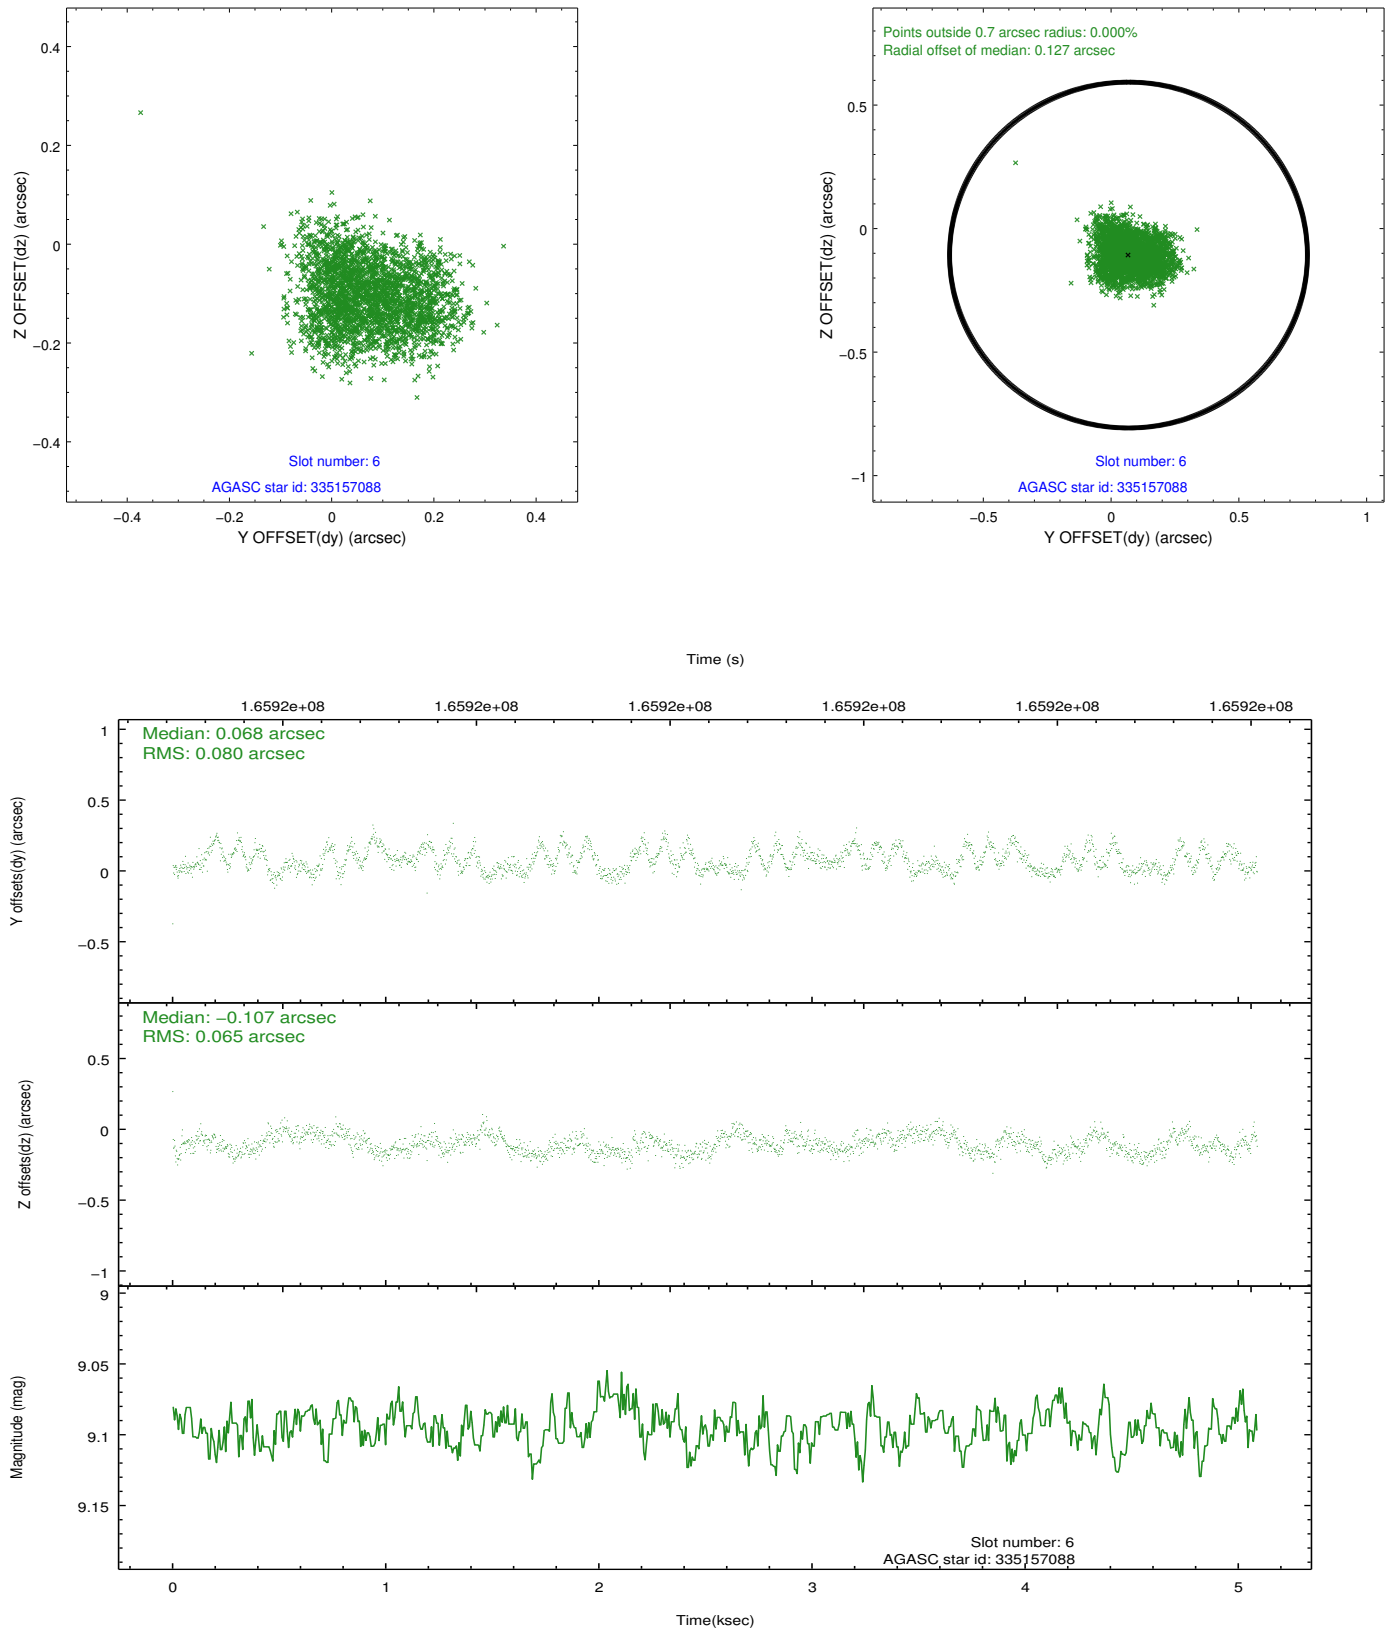 0.4
0.2
0
−0.2
−0.4
Z OFFSET(dz) (arcsec)
Slot number: 6
AGASC star id: 335157088
−0.4
−0.2
0
0.2
0.4
Y OFFSET(dy) (arcsec)
Points outside 0.7 arcsec radius: 0.000%
Radial offset of median: 0.127 arcsec
0.5
0
−0.5
−1
Z OFFSET(dz) (arcsec)
Slot number: 6
AGASC star id: 335157088
−0.5
0
0.5
1
Y OFFSET(dy) (arcsec)
Time (s)
1.6592e+08
1.6592e+08
1.6592e+08
1.6592e+08
1.6592e+08
1.6592e+08
Median: 0.068 arcsec
RMS: 0.080 arcsec
1
0.5
0
−0.5
Y offsets(dy) (arcsec)
Median: −0.107 arcsec
RMS: 0.065 arcsec
0.5
0
−0.5
−1
Z offsets(dz) (arcsec)
9
9.05
9.1
9.15
Magnitude (mag)
Slot number: 6
AGASC star id: 335157088
0
1
2
3
4
5
Time(ksec)